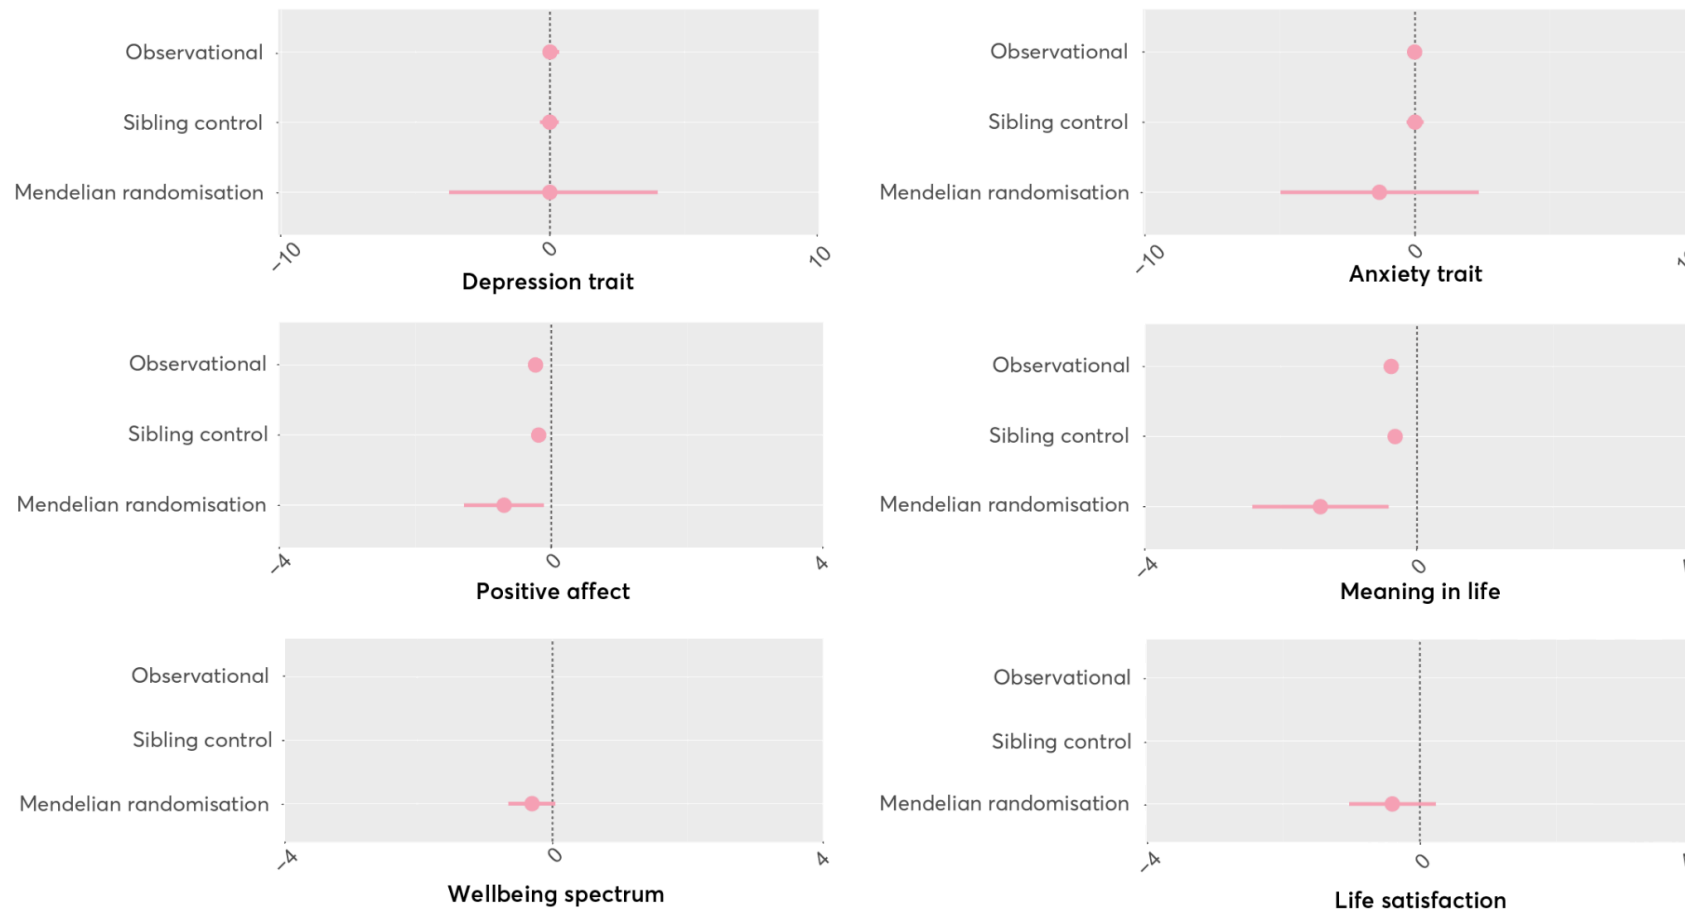 Observational
Sibling control
Mendelian randomisation
-10
0
10
Depression trait
Observational
Sibling control
Mendelian randomisation
-10
0
Anxiety trait
Observational
Sibling control
Mendelian randomisation
-4
0
4
Positive affect
Observational
Sibling control
Mendelian randomisation
-4
0
Meaning in life
Observational
Sibling control
Mendelian randomisation
-4
0
4
Wellbeing spectrum
Observational
Sibling control
Mendelian randomisation
-4
0
Life satisfaction